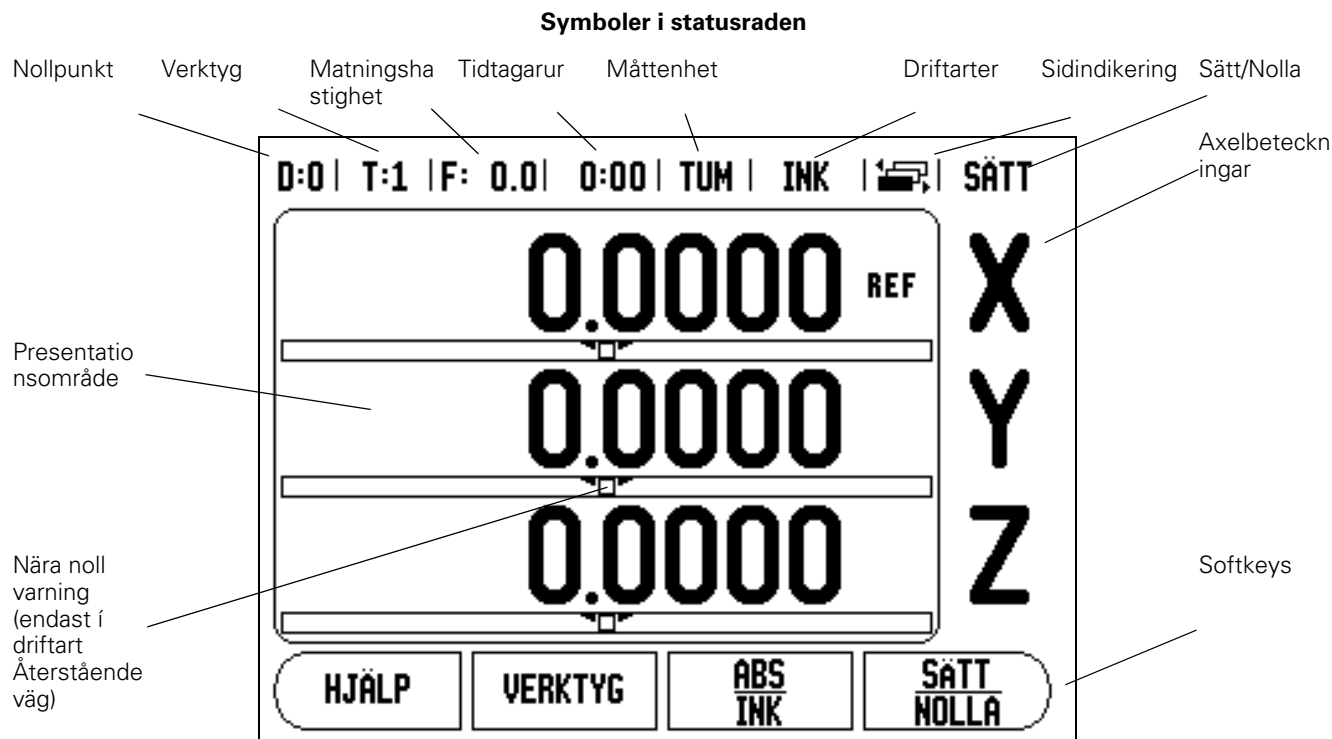 Symboler i statusraden
Nollpunkt
Verktyg
Matningsha
stighet
Tidtagarur
Måttenhet
Driftarter
Sidindikering
Sätt/Nolla
Axelbeteckn
ingar
D:0 | T:1 | F: 0.0 | 0:00 | TUM | INK | | SÄTT
0.0000 REF X
Presentatio
nsområde
0.0000 Y
0.0000 Z
Nära noll
varning
(endast í
driftart
Återstående
väg)
Softkeys
HJÄLP
VERKTYG
ABS
INK
SÄTT
NOLLA